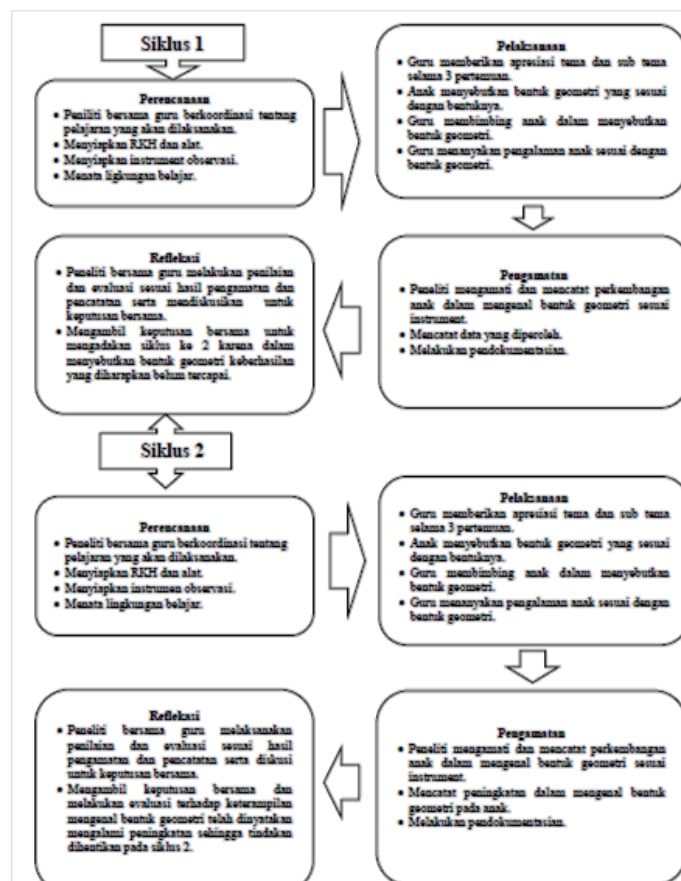 Siklus 1
Perencanaan
• Peniliti bersama guru berkoordinasi tentang
pelajaran yang akan dilaksanakan.
• Menyiapkan RKH dan alat.
• Menyiapkan instrument observasi.
• Menata ligkungan belajar.
Pelaksanaan
• Guru memberikan apresiasi tema dan sub tema
selama 3 pertemuan.
• Anak menyebutkan bentuk geometri yang sesuai
dengan bentuknya.
• Guru membimbing anak dalam menyebutkan
bentuk geometri.
• Guru menanyakan pengalaman anak sesuai dengan
bentuk geometri.
Pengamatan
• Peneliti mengamati dan mencatat perkembangan
anak dalam mengenal bentuk geometri sesuai
instrument.
• Mencatat data yang diperoleh.
• Melakukan pendokumentasian.
Reflekasi
• Peneliti bersama guru melakukan penilaian
dan evaluasi sesuai hasil pengamatan dan
pencatatan serta mendiskusikan untuk
keputusan bersama.
• Mengambil keputusan bersama untuk
mengadakan siklus ke 2 karena dalam
menyebutkan bentuk geometri keberhasilan
yang diharapkan belum tercapai.
Siklus 2
Perencanaan
• Peneliti bersama guru berkoordinasi tentang
pelajaran yang akan dilaksanakan.
• Menyiapkan RKH dan alat.
• Menyiapkan instrumen observasi.
• Menata lingkungan belajar.
Pelaksanaan
• Guru memberikan apresiasi tema dan sub tema
selama 3 pertemuan.
• Anak menyebutkan bentuk geometri yang sesuai
dengan bentuknya.
• Guru membimbing anak dalam menyebutkan
bentuk geometri.
• Guru menanyakan pengalaman anak sesuai dengan
bentuk geometri.
Pengamatan
• Peneliti mengamati dan mencatat perkembangan
anak dalam mengenal bentuk geometri sesuai
instrument.
• Mencatat peningkatan dalam mengenal bentuk
geometri pada anak.
• Melakukan pendokumentasian.
Reflekasi
• Peneliti bersama guru melaksanakan
penilaian dan evaluasi sesuai hasil
pengamatan dan pencatatan serta diskusi
untuk keputusan bersama.
• Mengambil keputusan bersama dan
melakukan evaluasi terhadap keterampilan
mengenal bentuk geometri telah dinyatakan
mengalami peningkatan sehingga tindakan
dihentikan pada siklus 2.